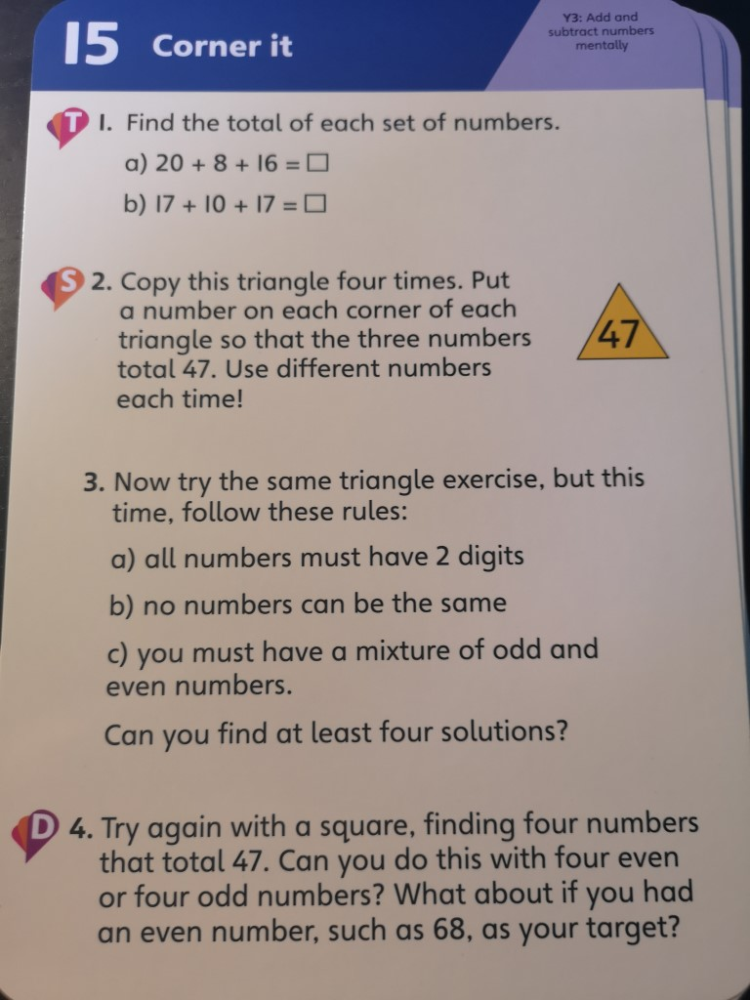 15 Corner it
Y3: Add and
subtract numbers
mentally
T 1. Find the total of each set of numbers.
a) 20 + 8 + 16 = □
b) 17 + 10 + 17 = □
S 2. Copy this triangle four times. Put
a number on each corner of each
triangle so that the three numbers
total 47. Use different numbers
each time!
47
3. Now try the same triangle exercise, but this
time, follow these rules:
a) all numbers must have 2 digits
b) no numbers can be the same
c) you must have a mixture of odd and
even numbers.
Can you find at least four solutions?
D 4. Try again with a square, finding four numbers
that total 47. Can you do this with four even
or four odd numbers? What about if you had
an even number, such as 68, as your target?